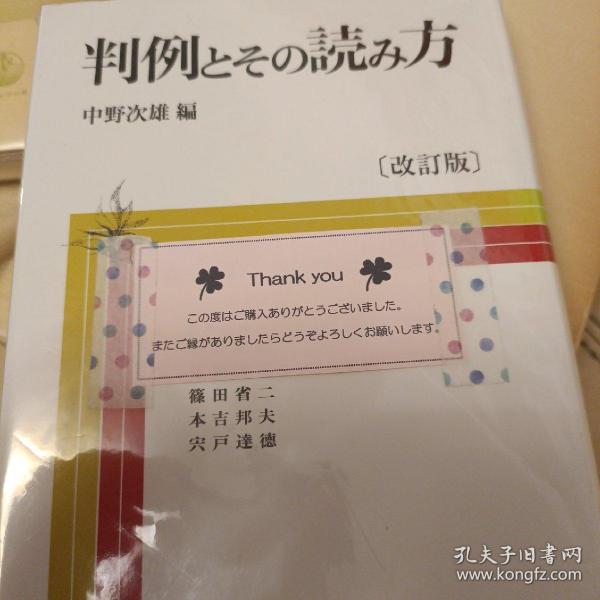 判例とその読み方
中野次雄 編
〔改訂版〕
Thank you
この度はご購入ありがとうございました。
またご縁がありましたらどうぞよろしくお願いします。
篠田省二
本吉邦夫
宍戸達德
孔夫子旧书网
www.kongfz.com